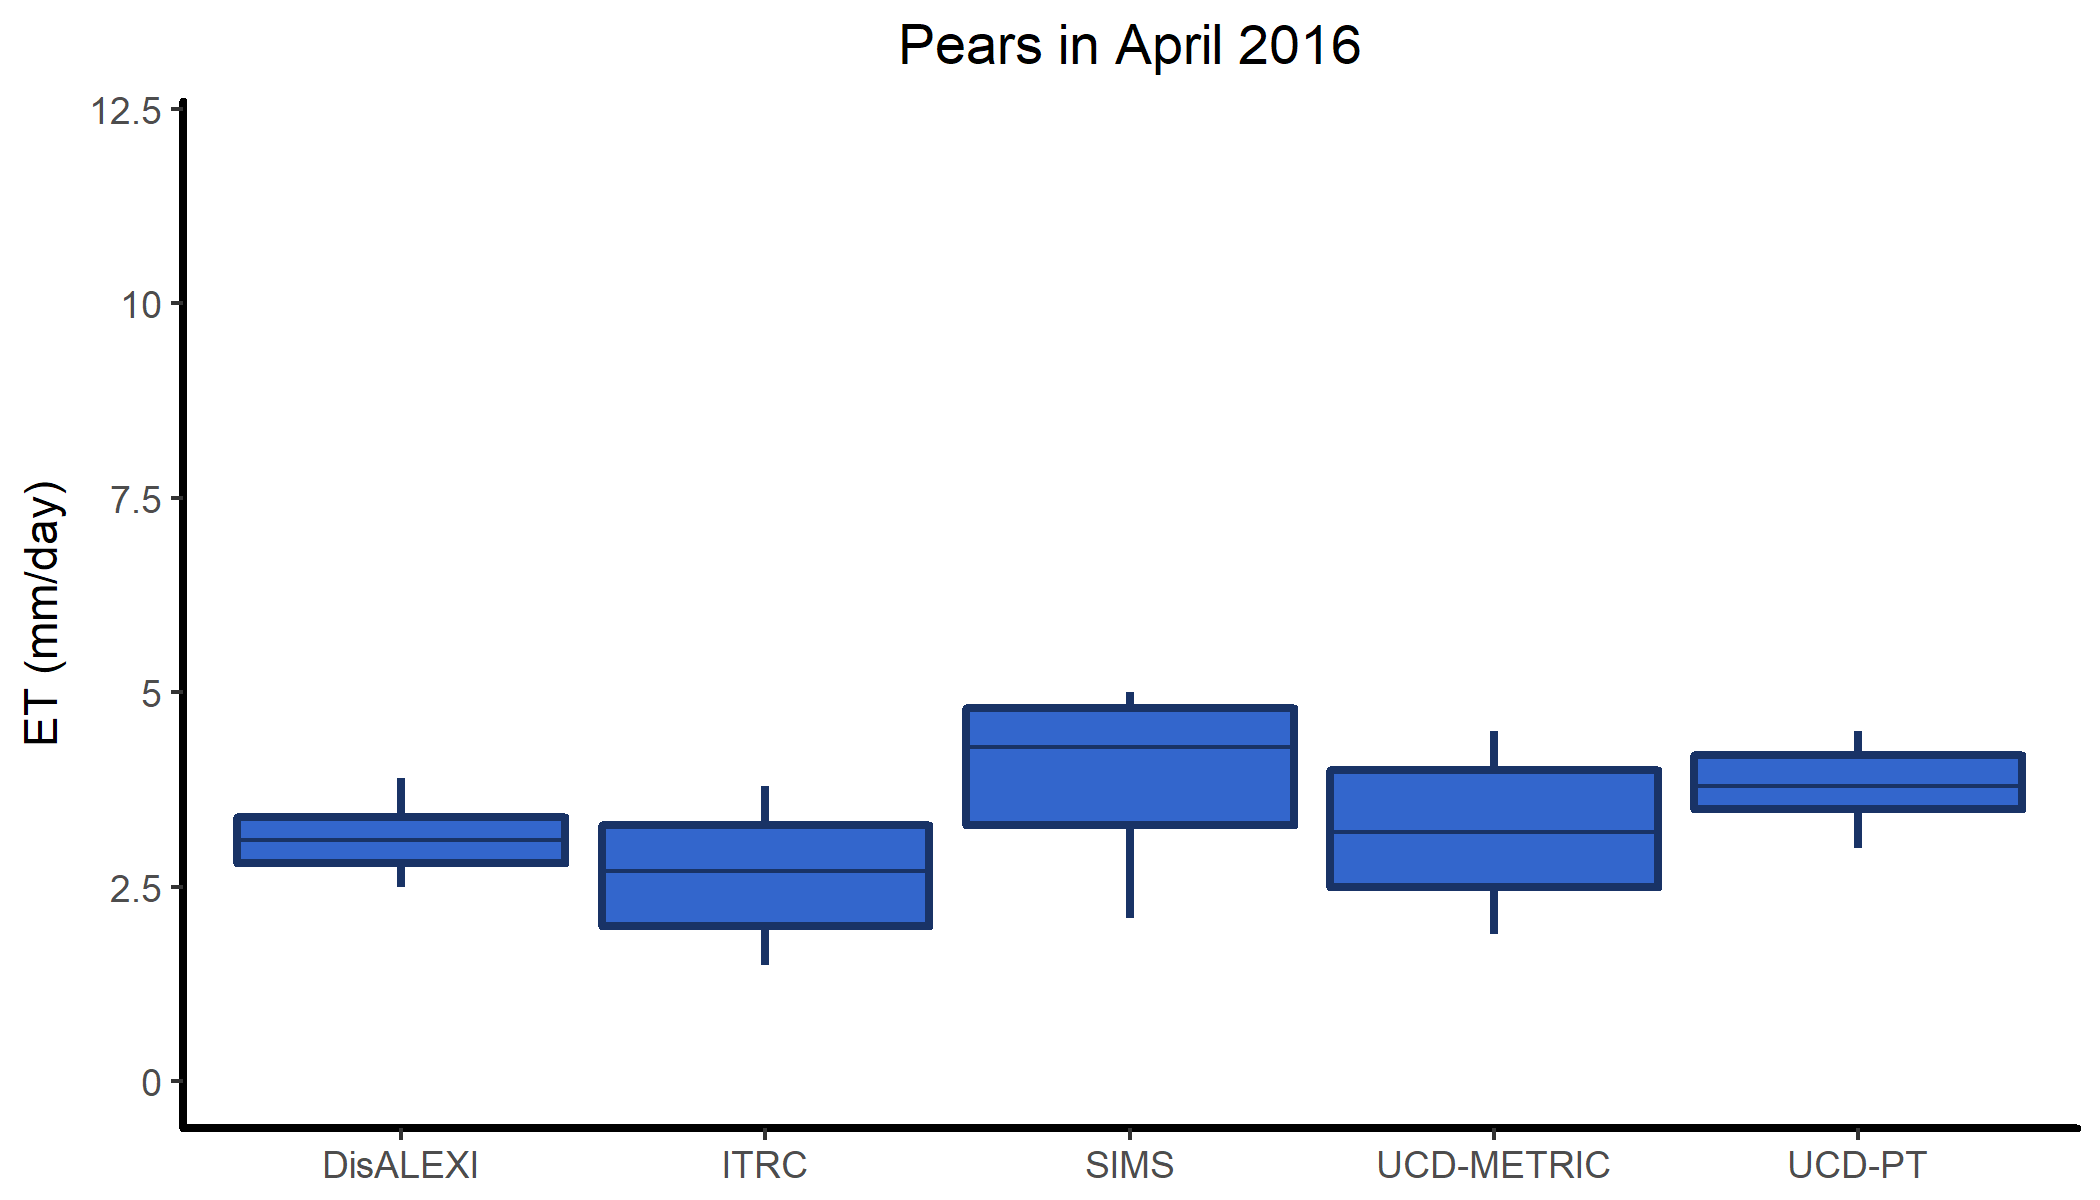 Pears in April 2016
ET (mm/day)
12.5
10
7.5
5
2.5
0
DisALEXI ITRC SIMS UCD-METRIC UCD-PT